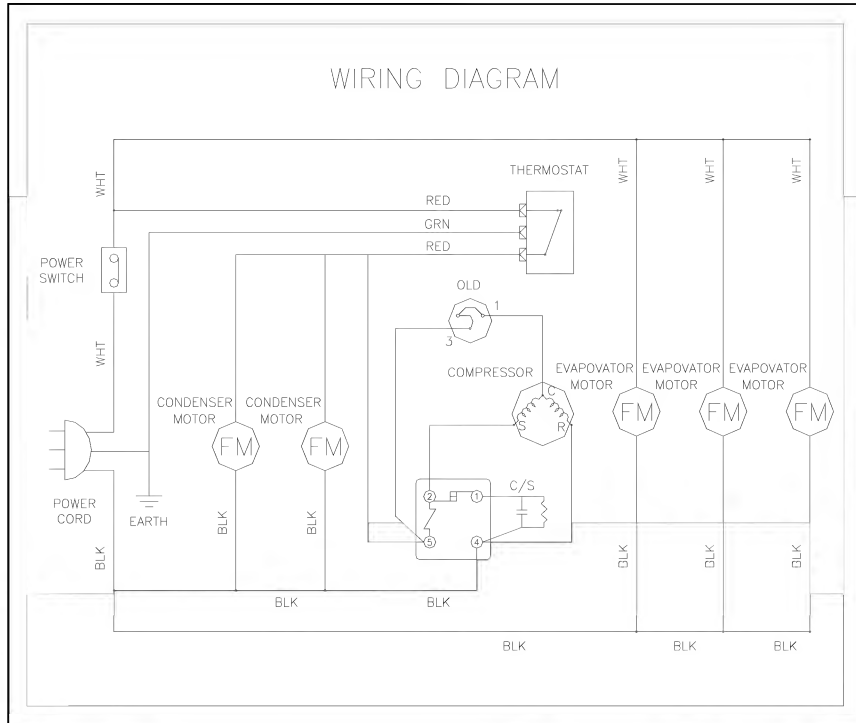 WIRING DIAGRAM
WHT
WHT
WHT
WHT
THERMOSTAT
RED
GRN
RED
POWER
SWITCH
OLD
1
3
WHT
COMPRESSOR
EVAPOVATOR
MOTOR
EVAPOVATOR
MOTOR
EVAPOVATOR
MOTOR
C
S
R
FM
FM
FM
CONDENSER
MOTOR
CONDENSER
MOTOR
FM
FM
POWER
CORD
EARTH
2
1
C/S
5
4
BLK
BLK
BLK
BLK
BLK
BLK
BLK
BLK
BLK
BLK
BLK